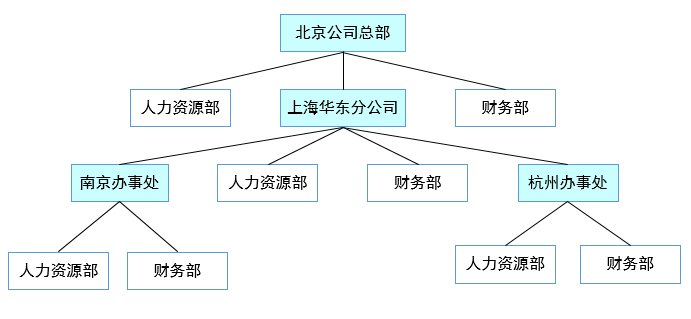 北京公司总部
人力资源部
上海华东分公司
财务部
南京办事处
人力资源部
财务部
杭州办事处
人力资源部
财务部
人力资源部
财务部